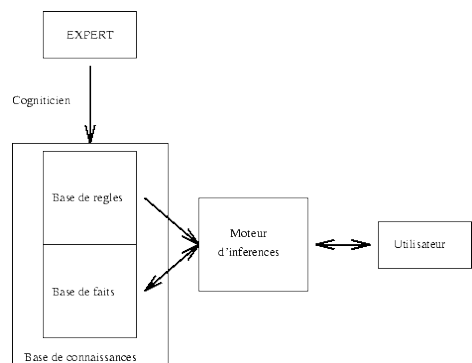 EXPERT
Cogniticien
Base de regles
Moteur
d'inferences
Utilisateur
Base de faits
Base de connaissances